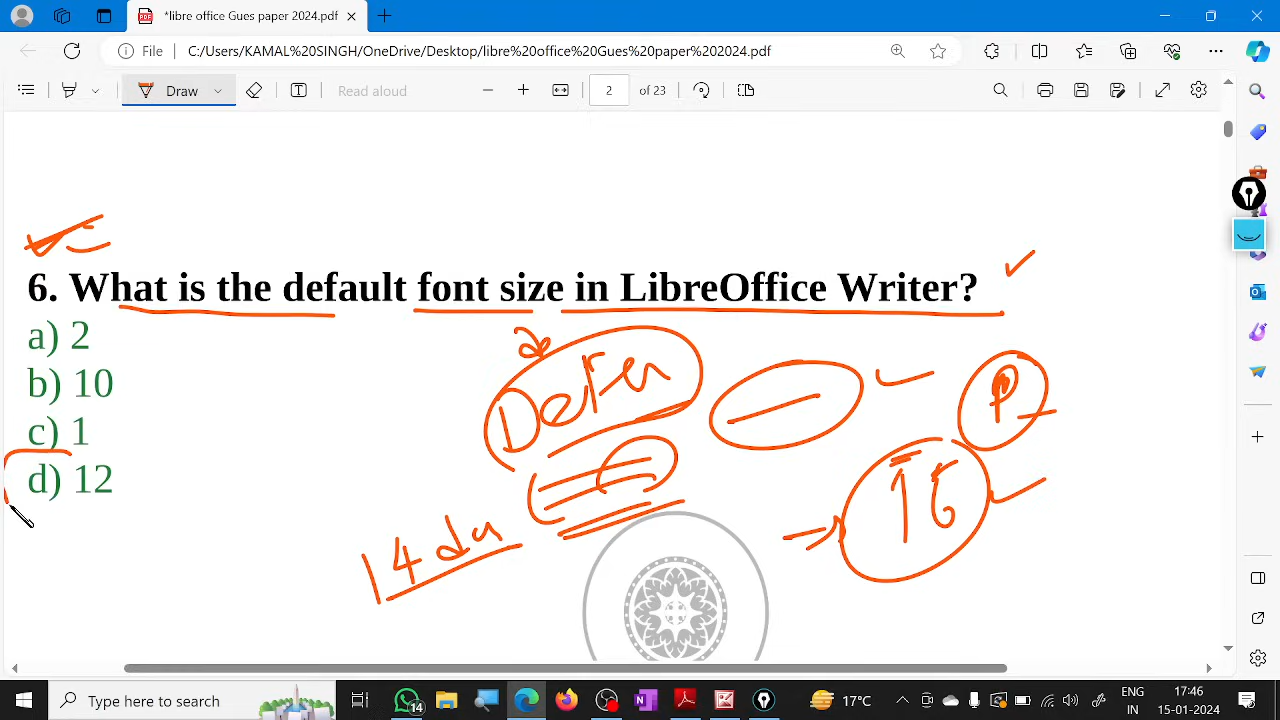 *libre office Gues paper 2024.pdf
File C:/Users/KAMAL%20SINGH/OneDrive/Desktop/libre%20office%20Gues%20paper%202024.pdf
Draw Read aloud 2 of 23
6. What is the default font size in LibreOffice Writer?
a) 2
b) 10
c) 1
d) 12
P
16
14
Type here to search 14 17°C ENG 17:46
IN 15-01-2024